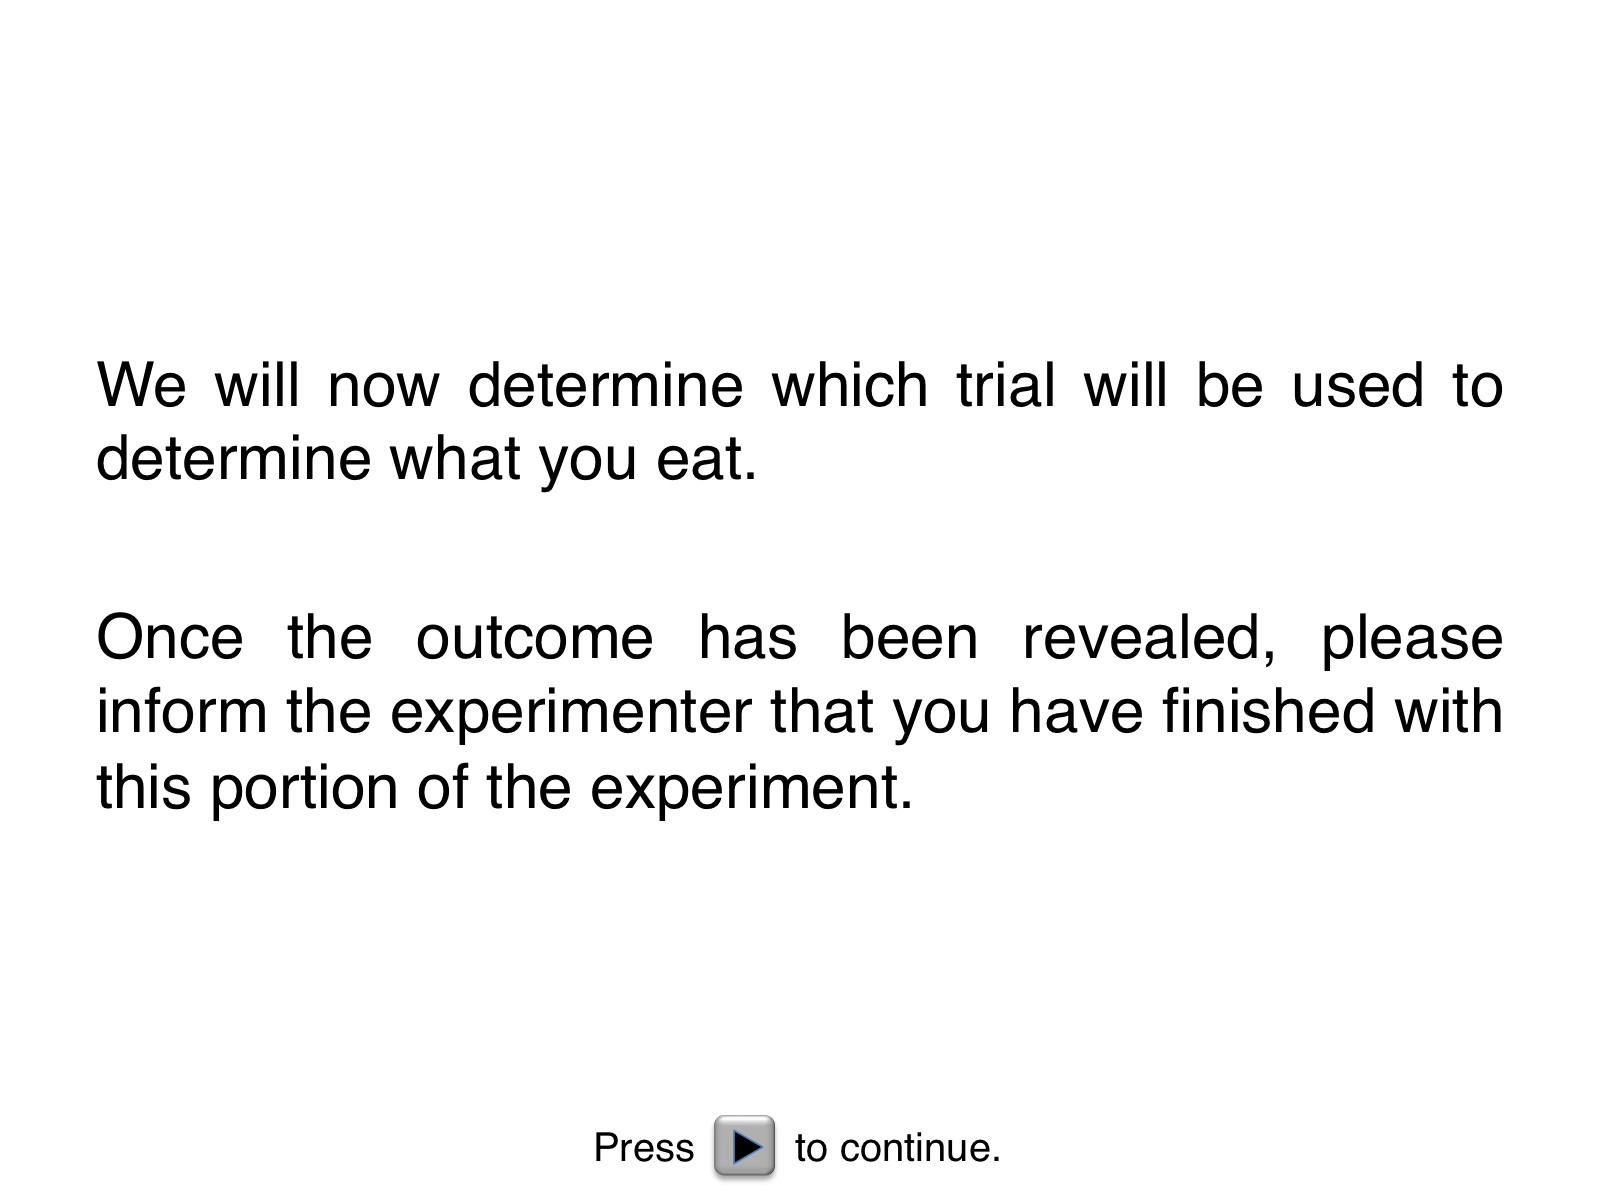 We will now determine which trial will be used to
determine what you eat.
Once the outcome has been revealed, please
inform the experimenter that you have finished with
this portion of the experiment.
Press to continue.